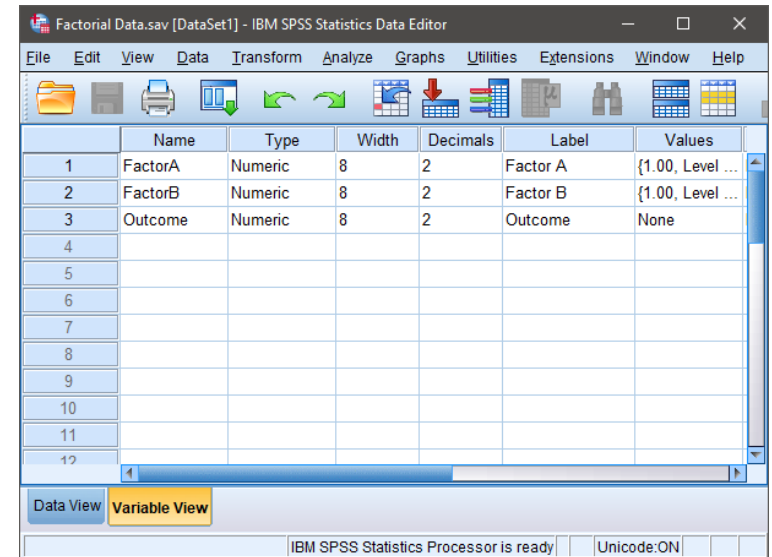 Factorial Data.sav [DataSet1] - IBM SPSS Statistics Data Editor
File Edit View Data Transform Analyze Graphs Utilities Extensions Window Help
Name Type Width Decimals Label Values
1 FactorA Numeric 8 2 Factor A {1.00, Level ...
2 FactorB Numeric 8 2 Factor B {1.00, Level ...
3 Outcome Numeric 8 2 Outcome None
4
5
6
7
8
9
10
11
12
Data View Variable View
IBM SPSS Statistics Processor is ready Unicode:ON